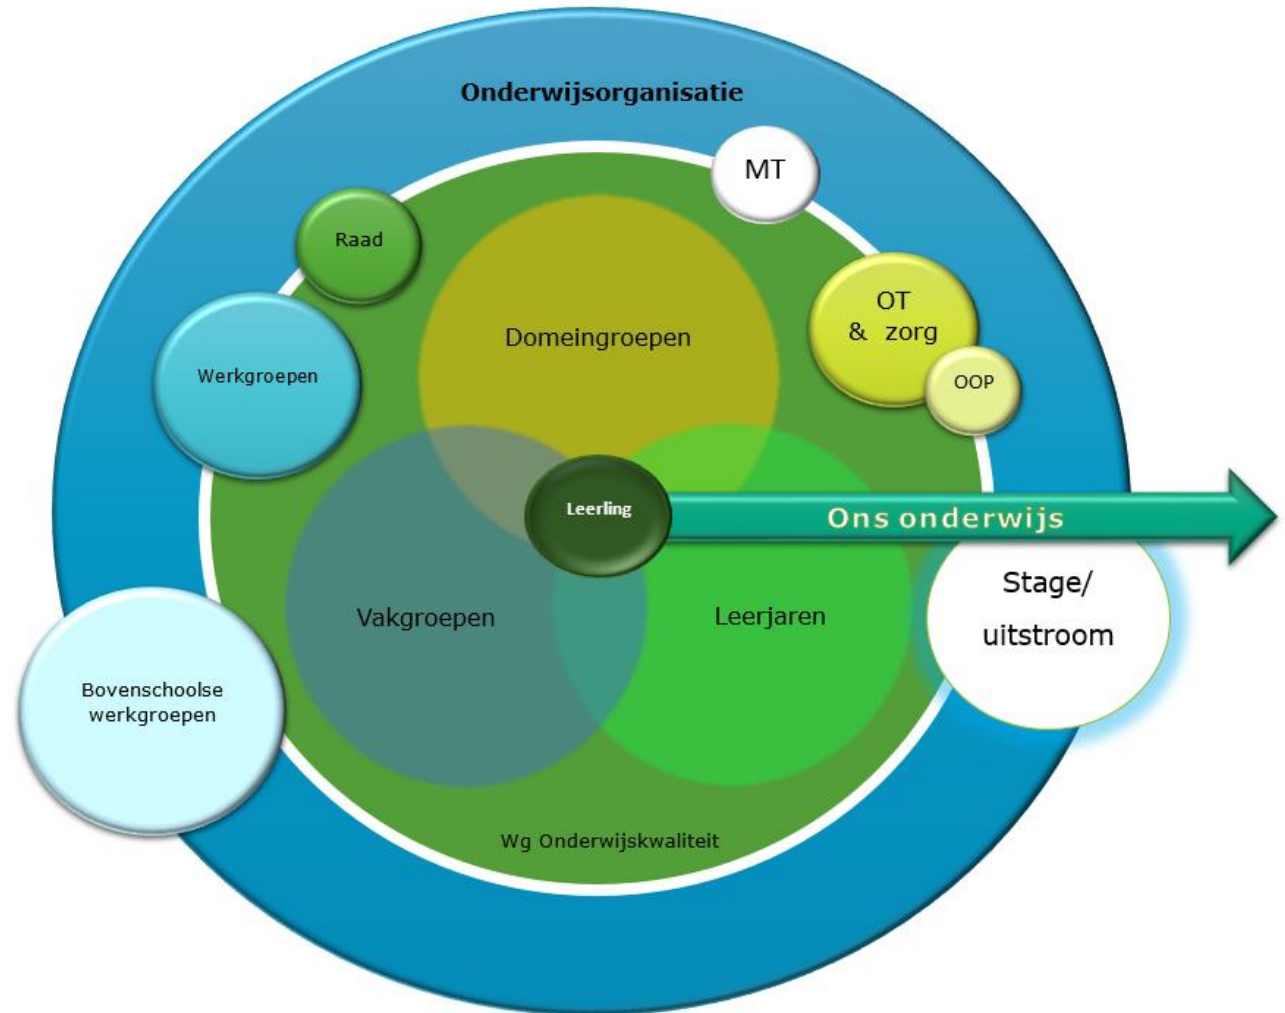 Onderwijsorganisatie
MT
Raad
OT
& zorg
Domeingroepen
Werkgroepen
OOP
Leerling
Ons onderwijs
Stage/
uitstroom
Vakgroepen
Leerjaren
Bovenschoolse
werkgroepen
Wg Onderwijskwaliteit